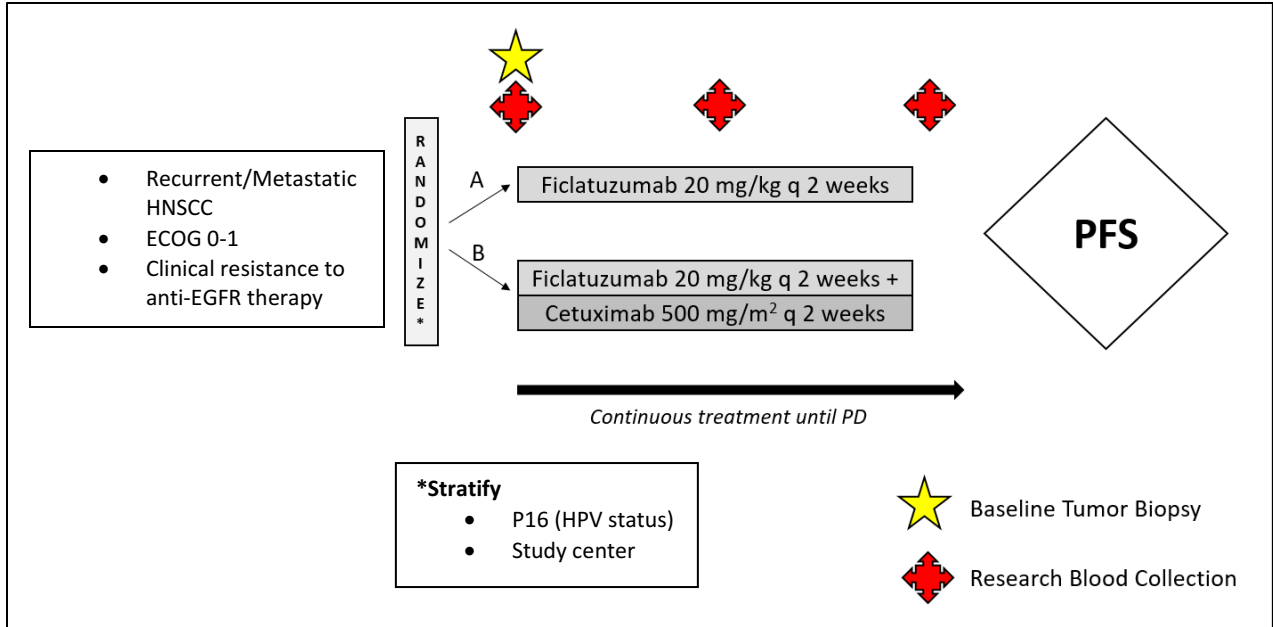 • Recurrent/Metastatic
HNSCC
• ECOG 0-1
• Clinical resistance to
anti-EGFR therapy
RANDOMIZE*
A
Ficlatuzumab 20 mg/kg q 2 weeks
B
Ficlatuzumab 20 mg/kg q 2 weeks +
Cetuximab 500 mg/m² q 2 weeks
PFS
Continuous treatment until PD
*Stratify
• P16 (HPV status)
• Study center
Baseline Tumor Biopsy
Research Blood Collection